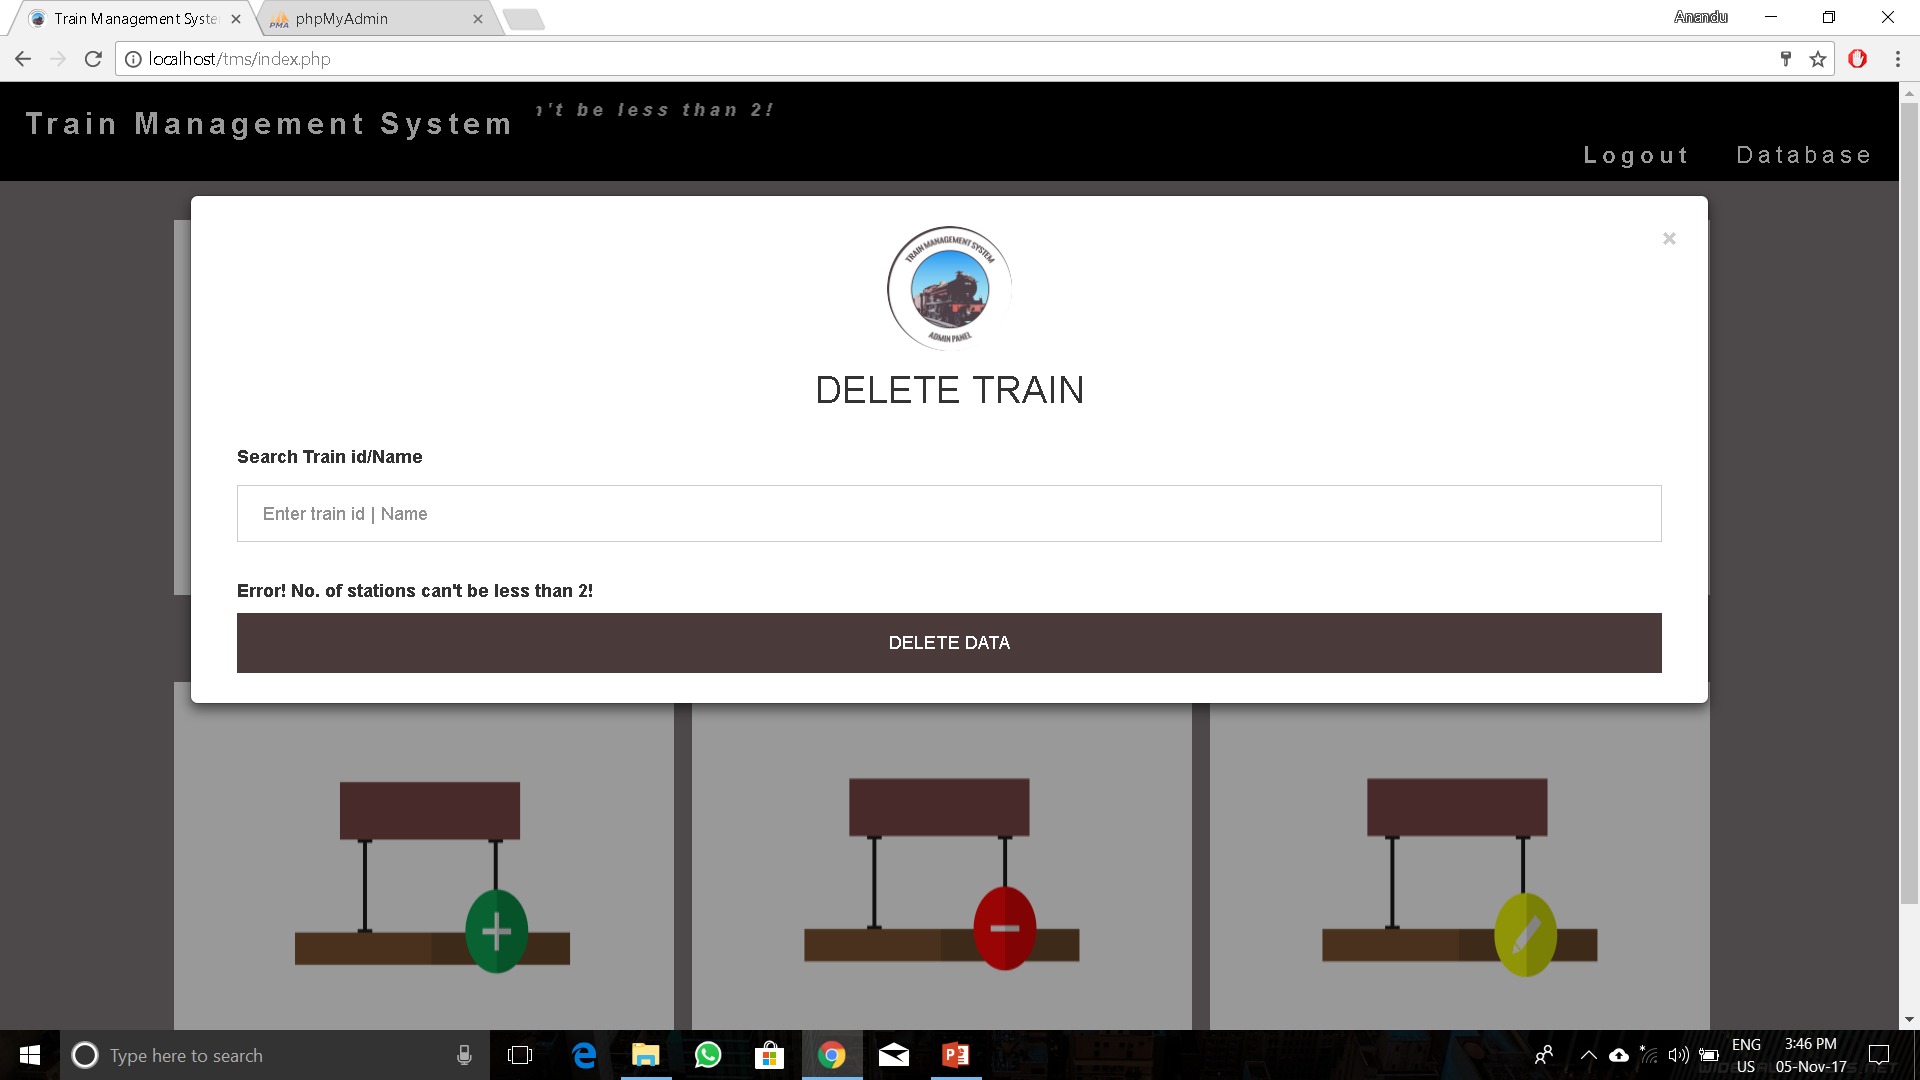 Train Management Syste
phpMyAdmin
Anandu
localhost/tms/index.php
Train Management System
n't be less than 2!
Logout
Database
TRAIN MANAGEMENT SYSTEM
ADMIN PANEL
DELETE TRAIN
Search Train id/Name
Enter train id | Name
Error! No. of stations can't be less than 2!
DELETE DATA
Type here to search
ENG
US
3:46 PM
05-Nov-17